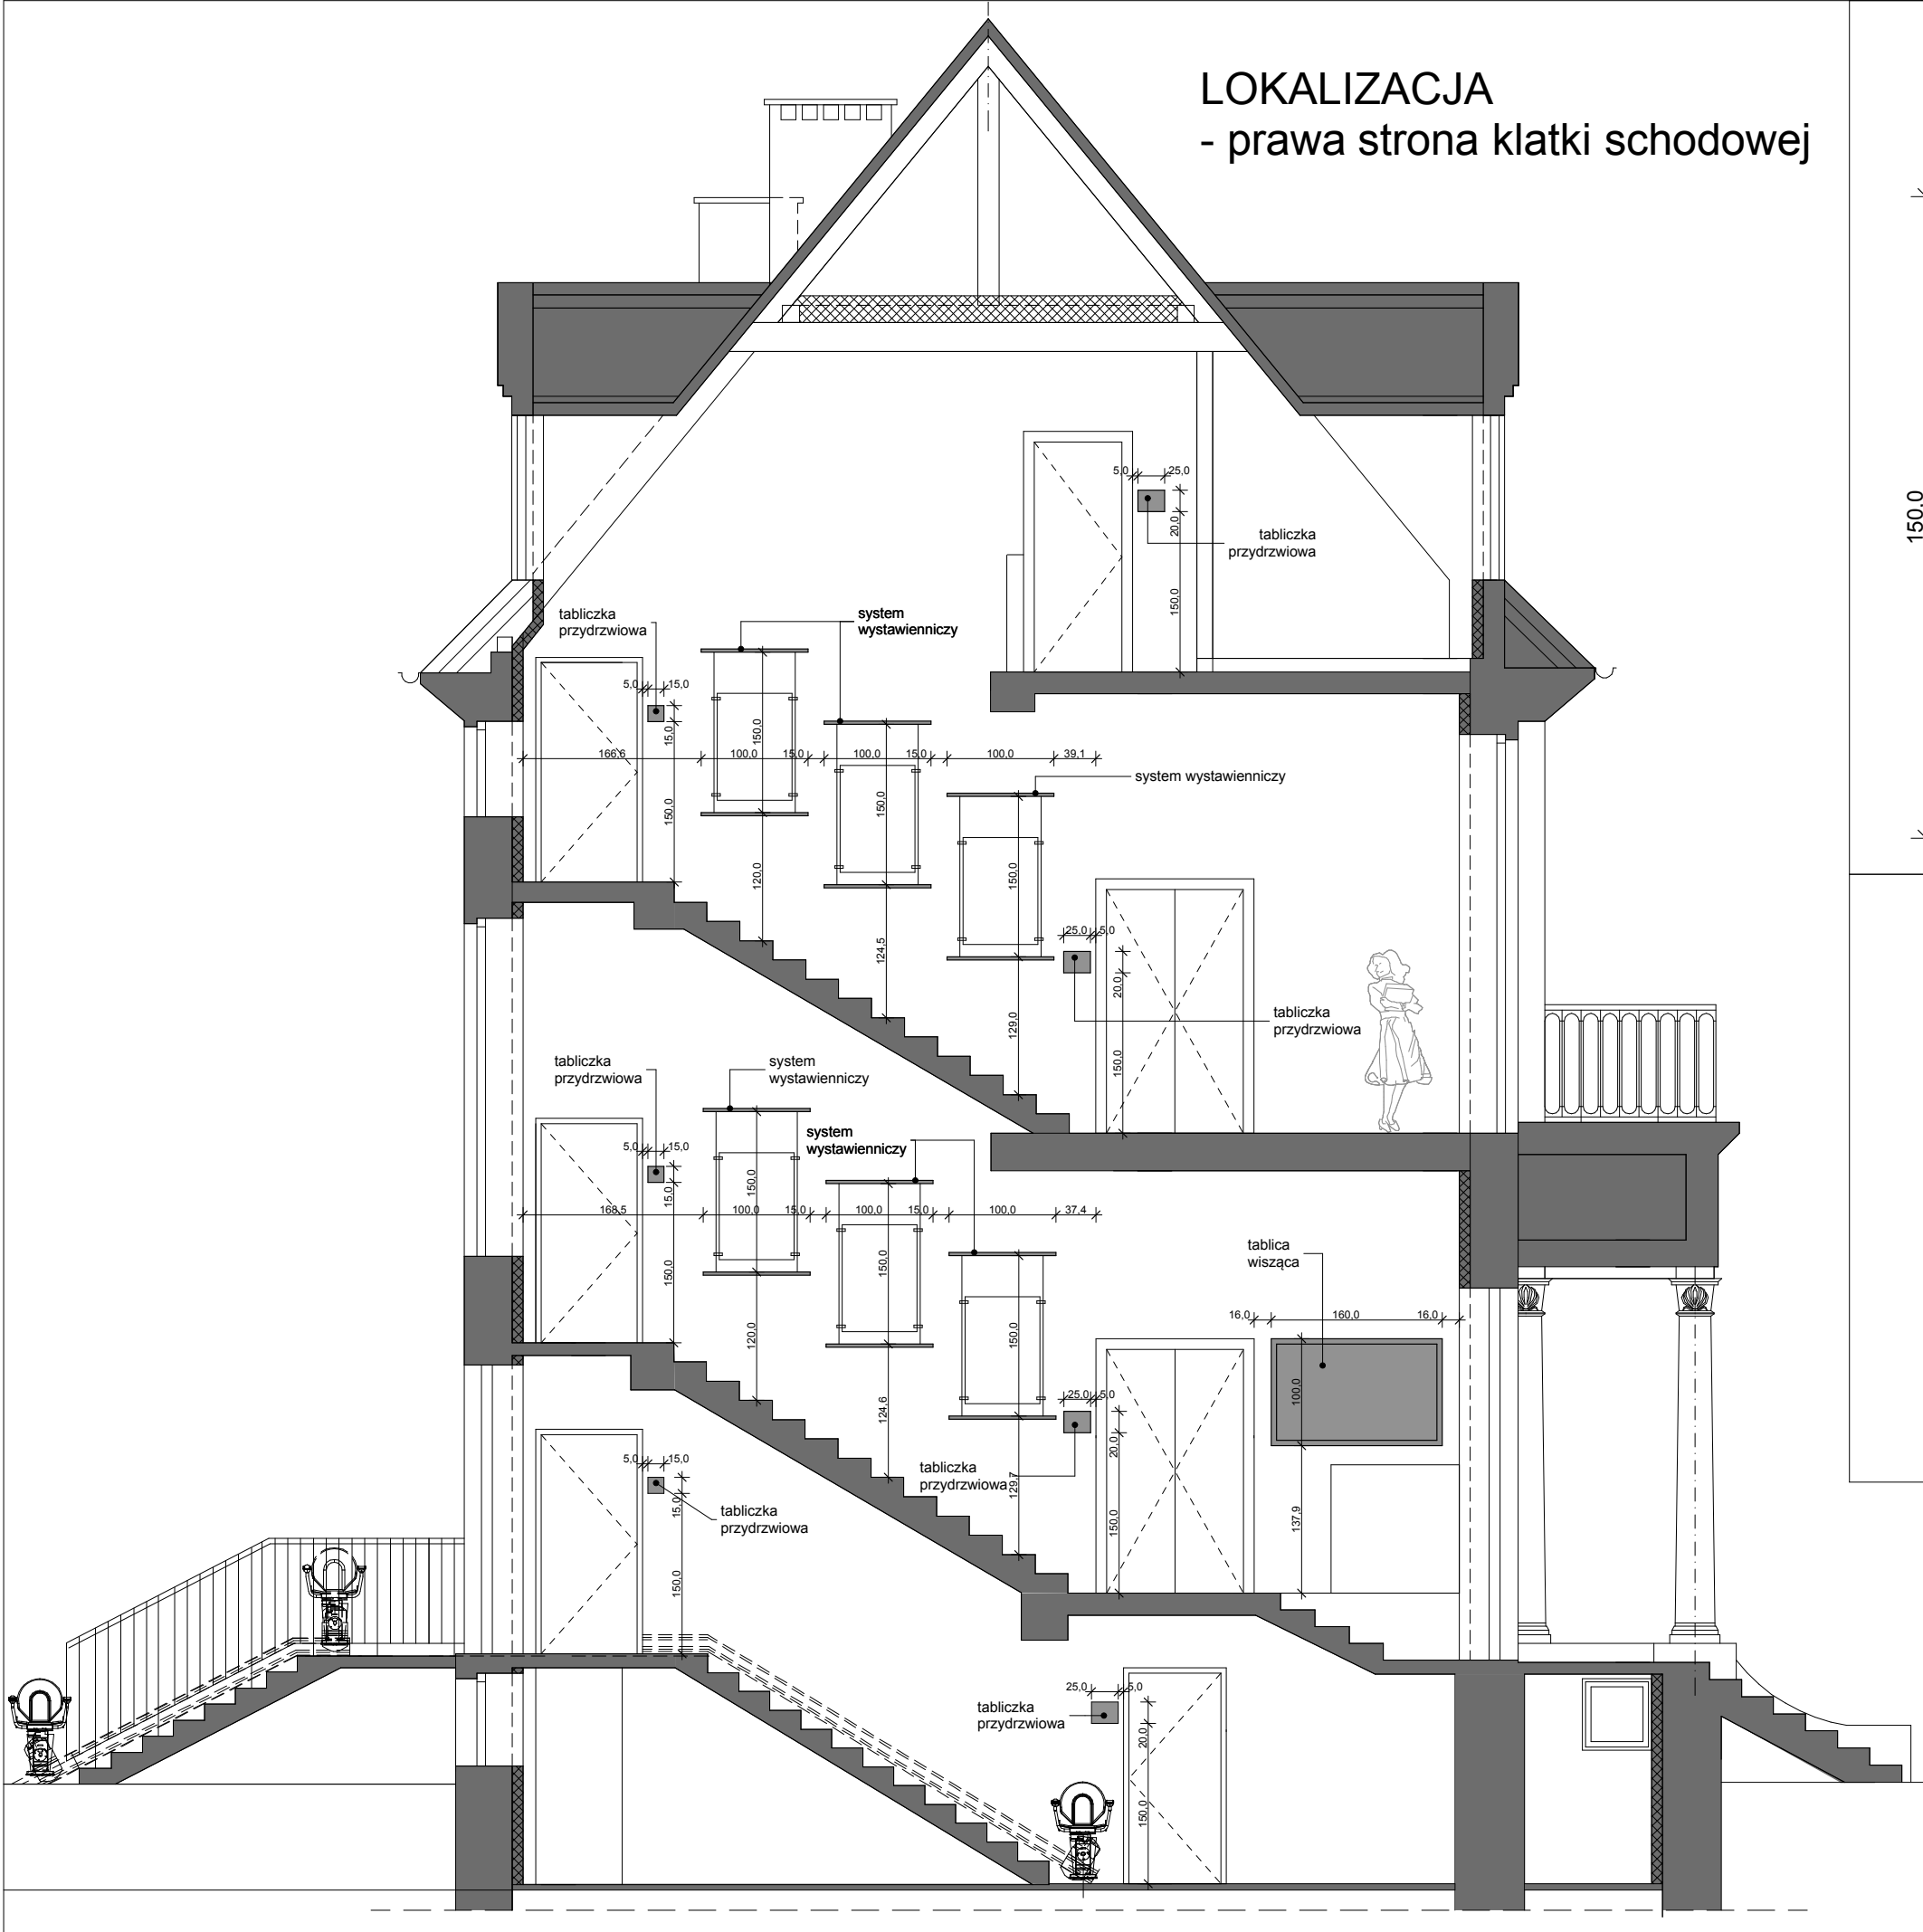 LOKALIZACJA
- prawa strona klatki schodowej
150,0
5,0 25,0
20,0
150,0
tabliczka
przydrzwiowa
tabliczka
przydrzwiowa
system
wystawienniczy
5,0 15,0
15,0
150,0
150,0
166,6 100,0 15,0 100,0 15,0 100,0 39,1
system wystawienniczy
150,0
150,0
120,0
124,5
129,0
25,0 5,0
20,0
150,0
tabliczka
przydrzwiowa
tabliczka
przydrzwiowa
system
wystawienniczy
system
wystawienniczy
5,0 15,0
15,0
150,0
150,0
168,5 100,0 15,0 100,0 15,0 100,0 37,4
150,0
150,0
120,0
124,6
129,7
tablica
wisząca
16,0 160,0 16,0
100,0
137,9
25,0 5,0
20,0
150,0
tabliczka
przydrzwiowa
5,0 15,0
15,0
150,0
tabliczka
przydrzwiowa
25,0 5,0
20,0
150,0
tabliczka
przydrzwiowa